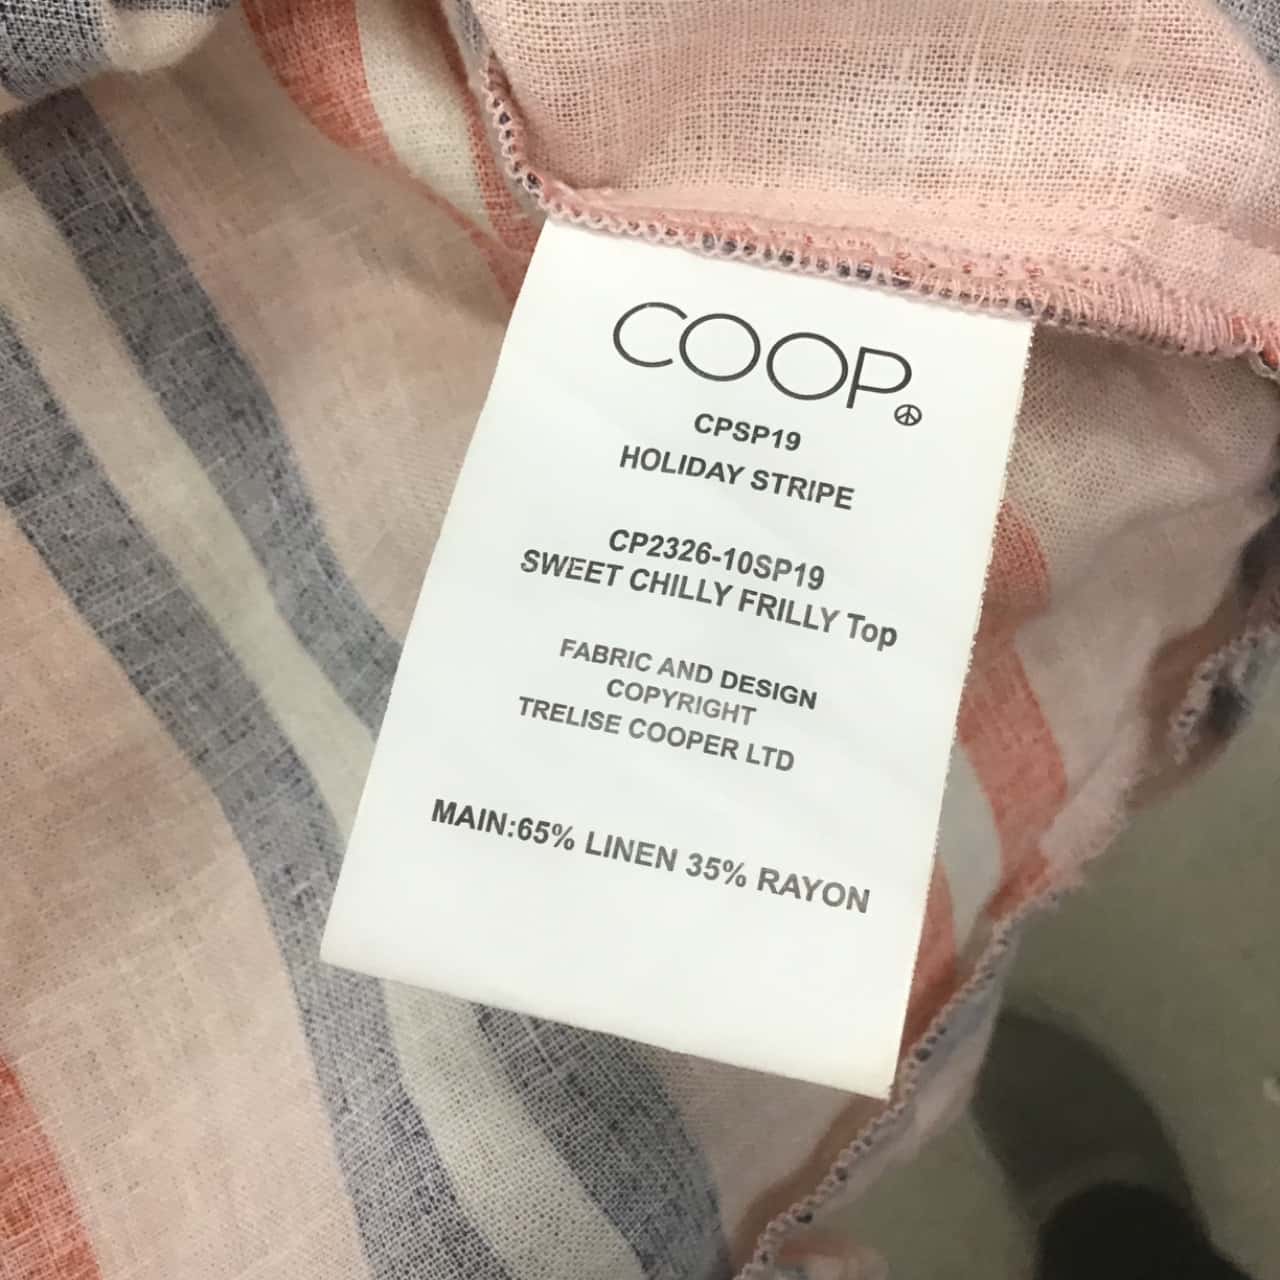 COOP
CPSP19
HOLIDAY STRIPE
CP2326-10SP19
SWEET CHILLY FRILLY Top
FABRIC AND DESIGN
COPYRIGHT
TRELISE COOPER LTD
MAIN:65% LINEN 35% RAYON